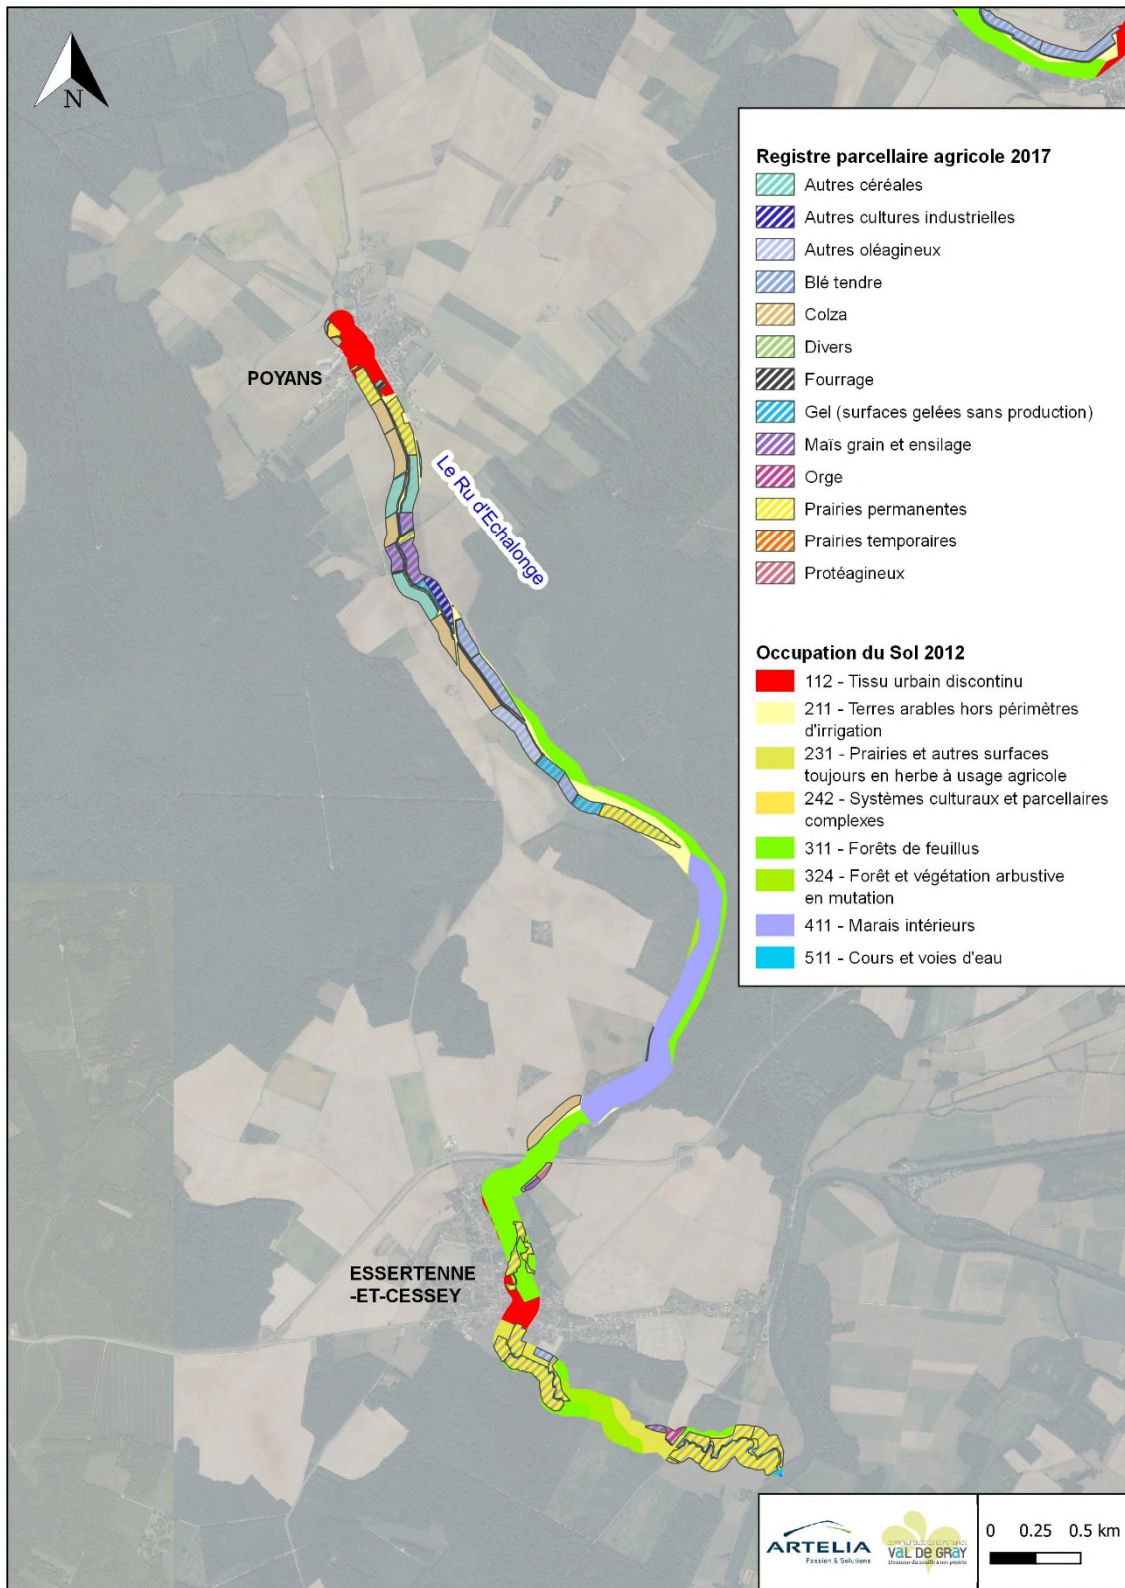 N
Registre parcellaire agricole 2017
Autres céréales
Autres cultures industrielles
Autres oléagineux
Blé tendre
Colza
Divers
Fourrage
Gel (surfaces gelées sans production)
Maïs grain et ensilage
Orge
Prairies permanentes
Prairies temporaires
Protéagineux
Occupation du Sol 2012
112 - Tissu urbain discontinu
211 - Terres arables hors périmètres
d'irrigation
231 - Prairies et autres surfaces
toujours en herbe à usage agricole
242 - Systèmes culturaux et parcellaires
complexes
311 - Forêts de feuillus
324 - Forêt et végétation arbustive
en mutation
411 - Marais intérieurs
511 - Cours et voies d'eau
POYANS
Le Ru d'Echalonge
ESSERTENNE
-ET-CESSEY
ARTELIA
Passion & Solutions
VAL DE GRAY
0 0.25 0.5 km